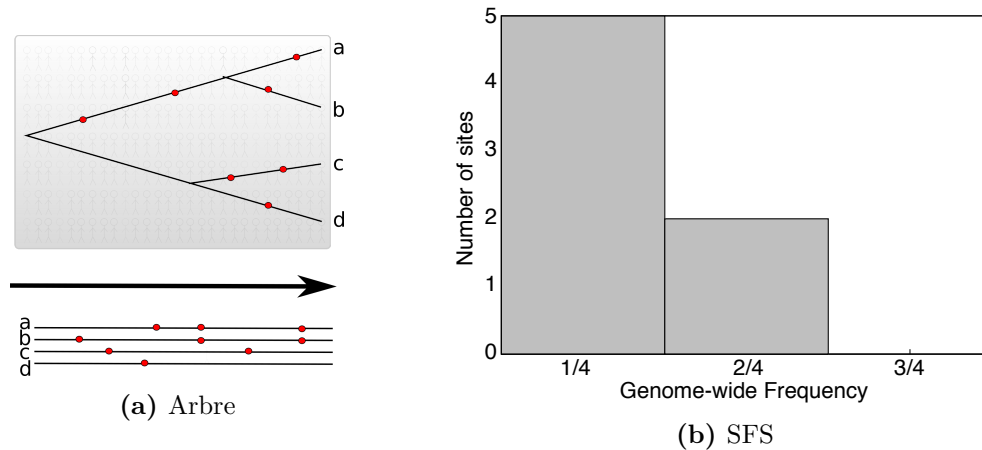 a
b
c
d
a
b
c
d
(a) Arbre
5
4
3
2
1
0
Number of sites
1/4 2/4 3/4
Genome-wide Frequency
(b) SFS